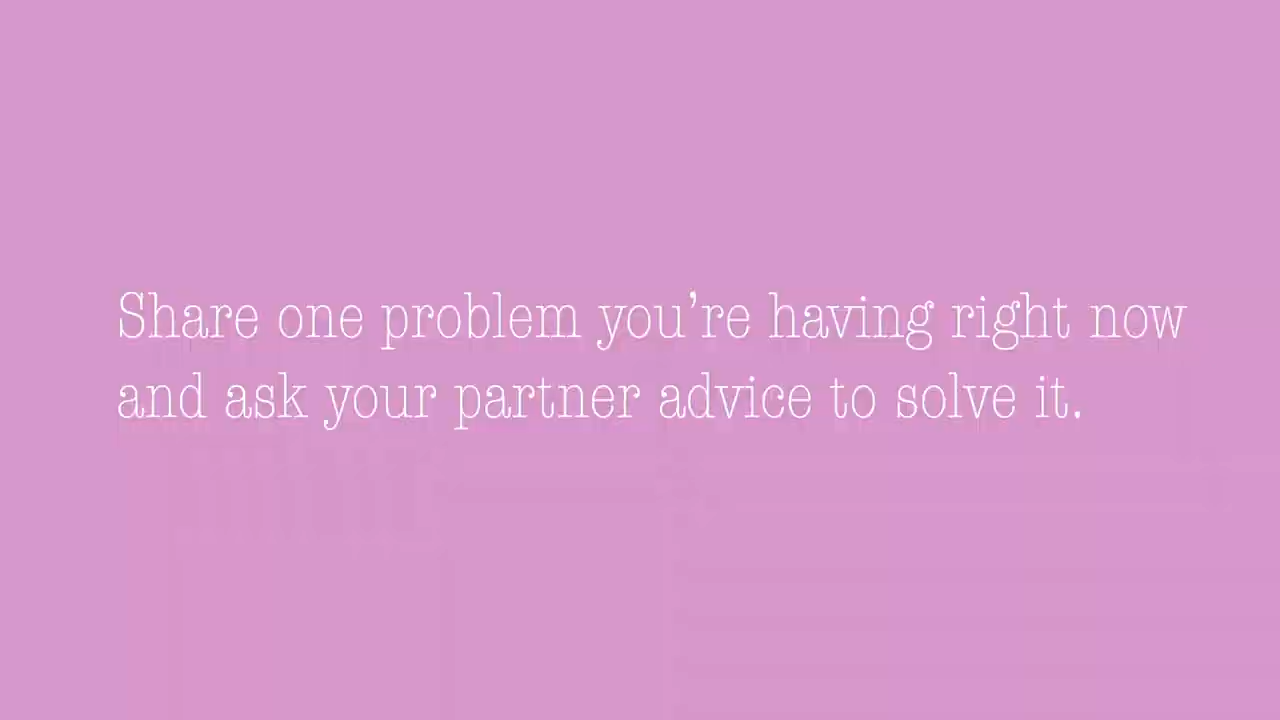 Share one problem you’re having right now
and ask your partner advice to solve it.